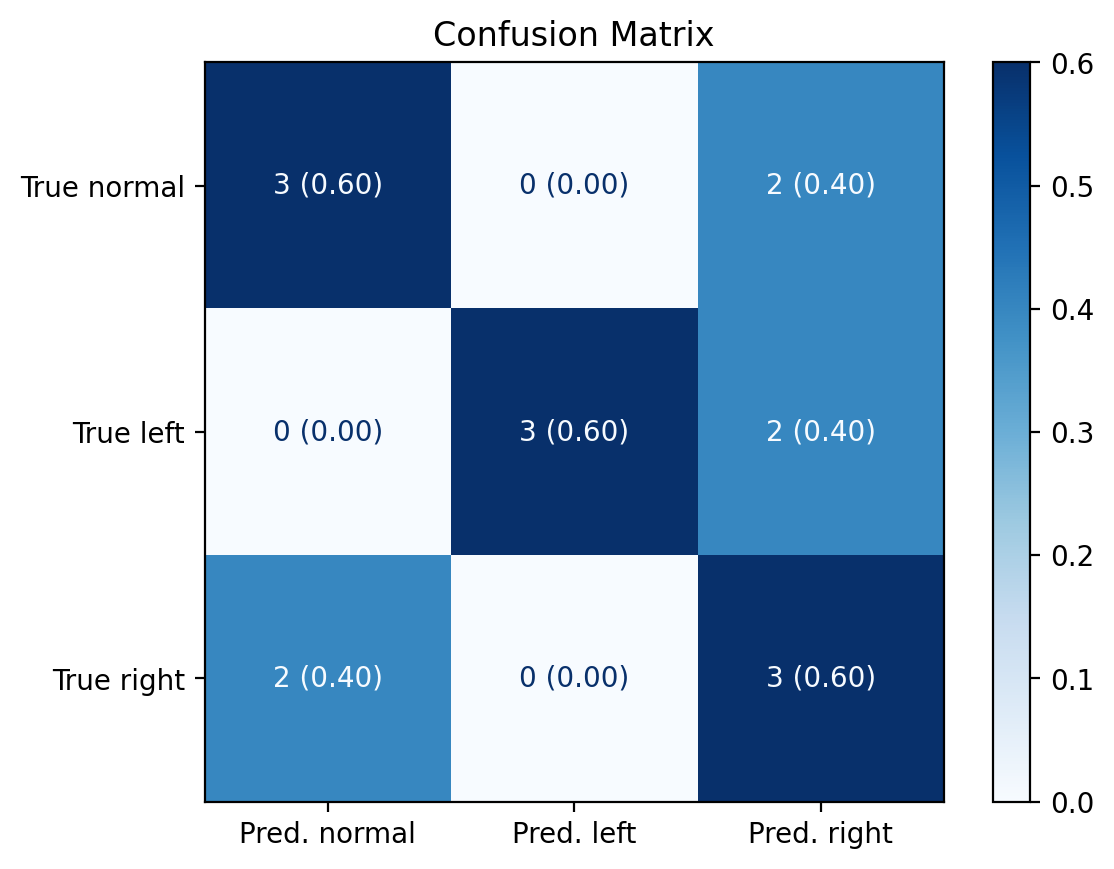 Confusion Matrix
True normal
3 (0.60)
0 (0.00)
2 (0.40)
True left
0 (0.00)
3 (0.60)
2 (0.40)
True right
2 (0.40)
0 (0.00)
3 (0.60)
Pred. normal
Pred. left
Pred. right
0.6
0.5
0.4
0.3
0.2
0.1
0.0